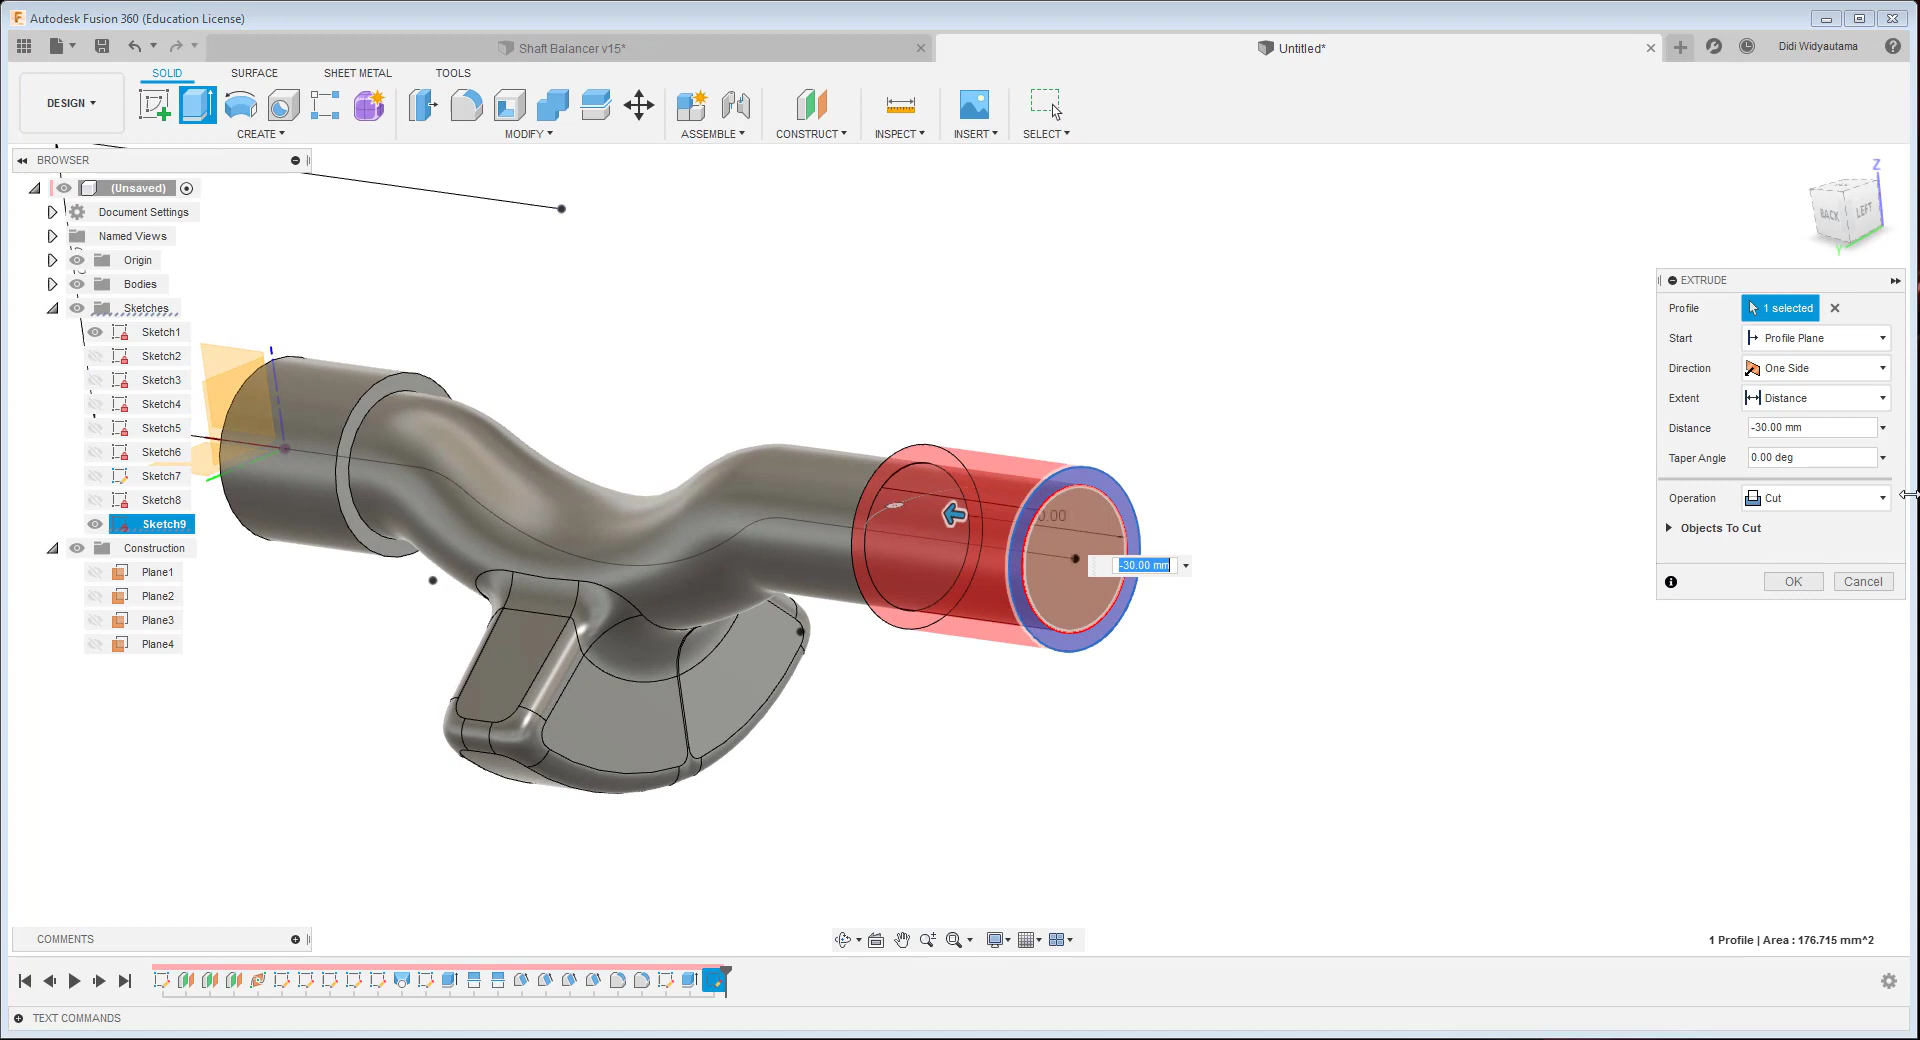 Autodesk Fusion 360 (Education License)
Shaft Balancer v15*
Untitled*
Didi Widyautama
DESIGN
SOLID
SURFACE
SHEET METAL
TOOLS
CREATE
MODIFY
ASSEMBLE
CONSTRUCT
INSPECT
INSERT
SELECT
BROWSER
(Unsaved)
Document Settings
Named Views
Origin
Bodies
Sketches
Sketch1
Sketch2
Sketch3
Sketch4
Sketch5
Sketch6
Sketch7
Sketch8
Sketch9
Construction
Plane1
Plane2
Plane3
Plane4
Z
BACK
LEFT
Y
0.00
-30.00 mm
EXTRUDE
Profile
1 selected
Start
Profile Plane
Direction
One Side
Extent
Distance
Distance
-30.00 mm
Taper Angle
0.00 deg
Operation
Cut
Objects To Cut
OK
Cancel
COMMENTS
1 Profile | Area : 176.715 mm^2
TEXT COMMANDS